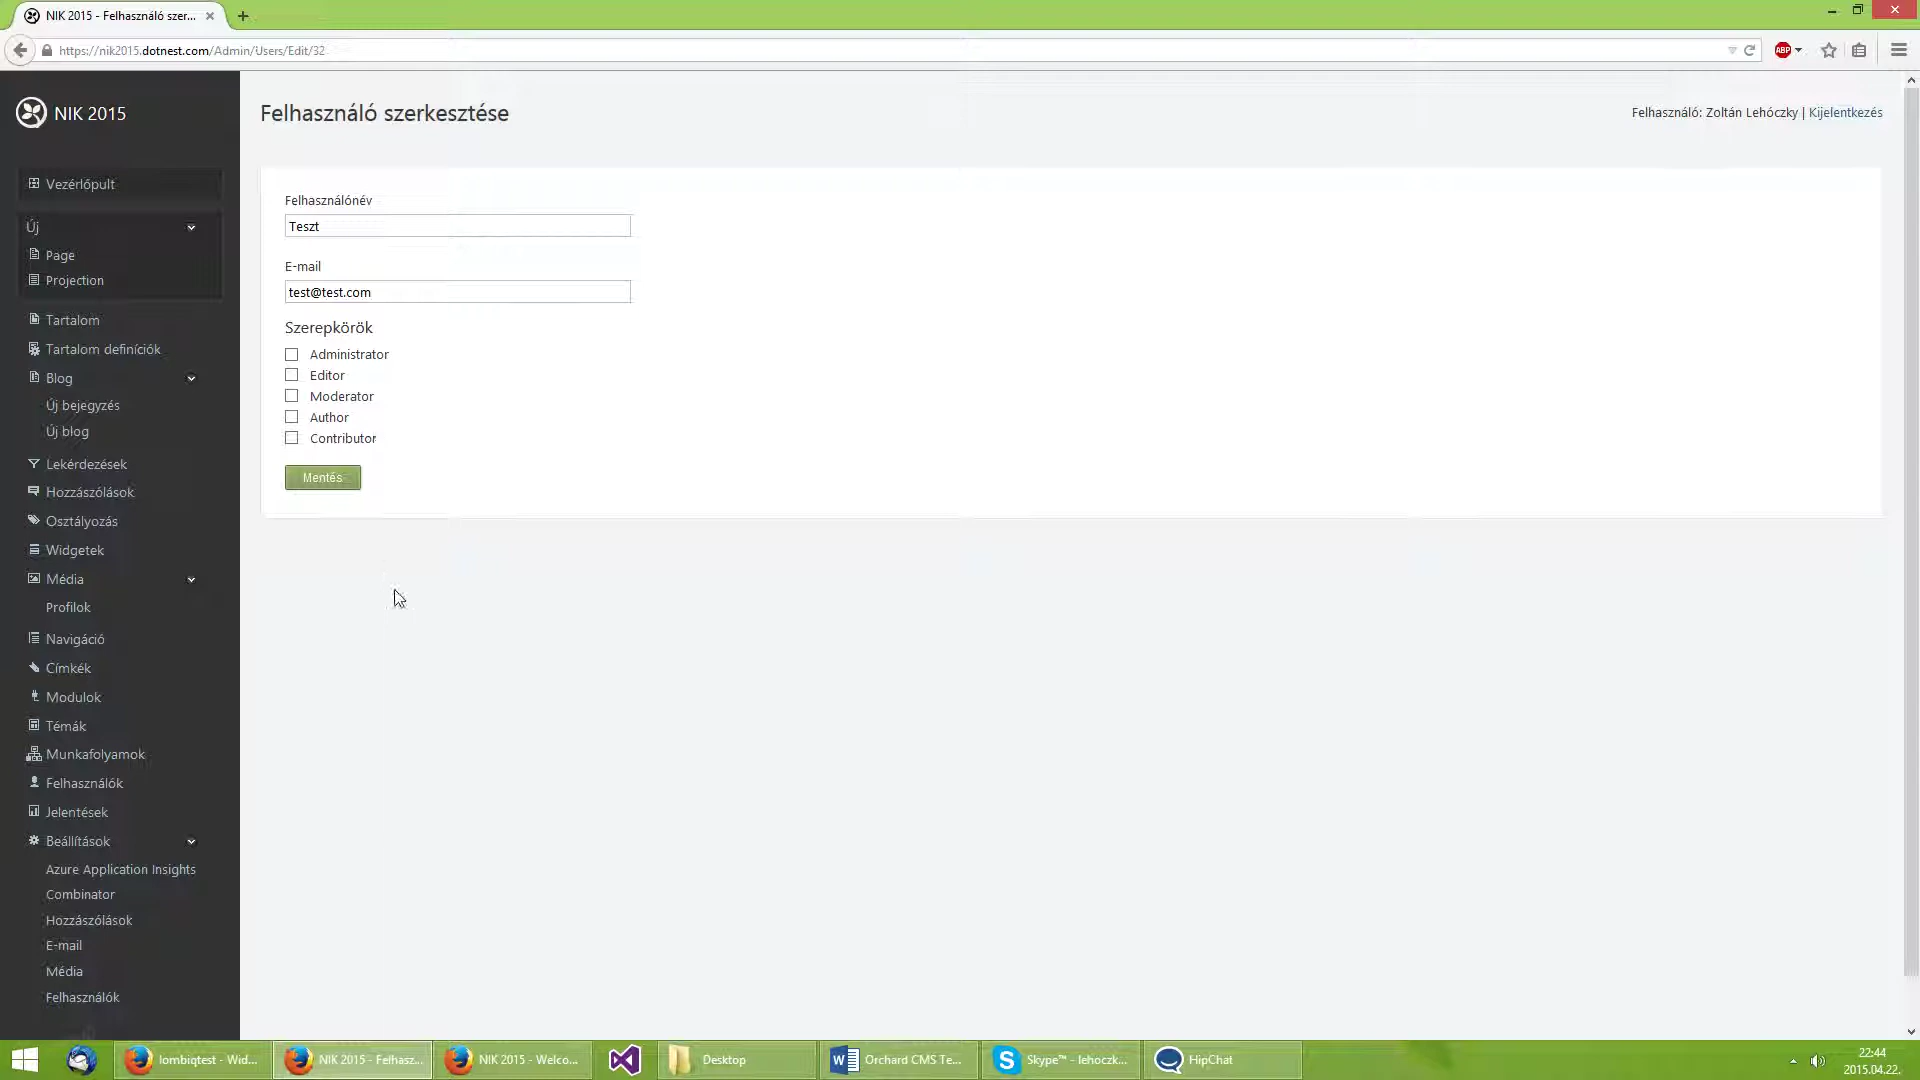 NIK 2015 - Felhasználó szer...
https://nik2015.dotnest.com/Admin/Users/Edit/32
ABP
NIK 2015
Felhasználó szerkesztése
Felhasználó: Zoltán Lehóczky | Kijelentkezés
Vezérlőpult
Új
Page
Projection
Tartalom
Tartalom definíciók
Blog
Új bejegyzés
Új blog
Lekérdezések
Hozzászólások
Osztályozás
Widgetek
Média
Profilok
Navigáció
Címkék
Modulok
Témák
Munkafolyamok
Felhasználók
Jelentések
Beállítások
Azure Application Insights
Combinator
Hozzászólások
E-mail
Média
Felhasználók
Felhasználónév
Teszt
E-mail
test@test.com
Szerepkörök
Administrator
Editor
Moderator
Author
Contributor
Mentés
lombiqtest - Wid...
NIK 2015 - Felhasz...
NIK 2015 - Welco...
Desktop
Orchard CMS Te...
Skype™ - lehoczk...
HipChat
22:44
2015.04.22.